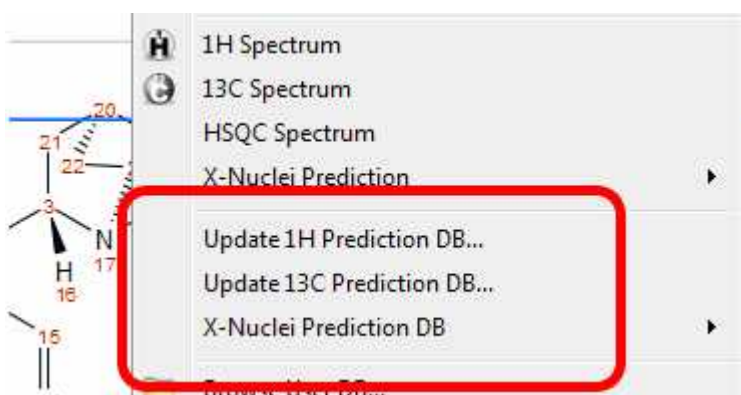 1H Spectrum
13C Spectrum
HSQC Spectrum
X-Nuclei Prediction
Update 1H Prediction DB...
Update 13C Prediction DB...
X-Nuclei Prediction DB
20
21
22
3
N
17
H
16
15